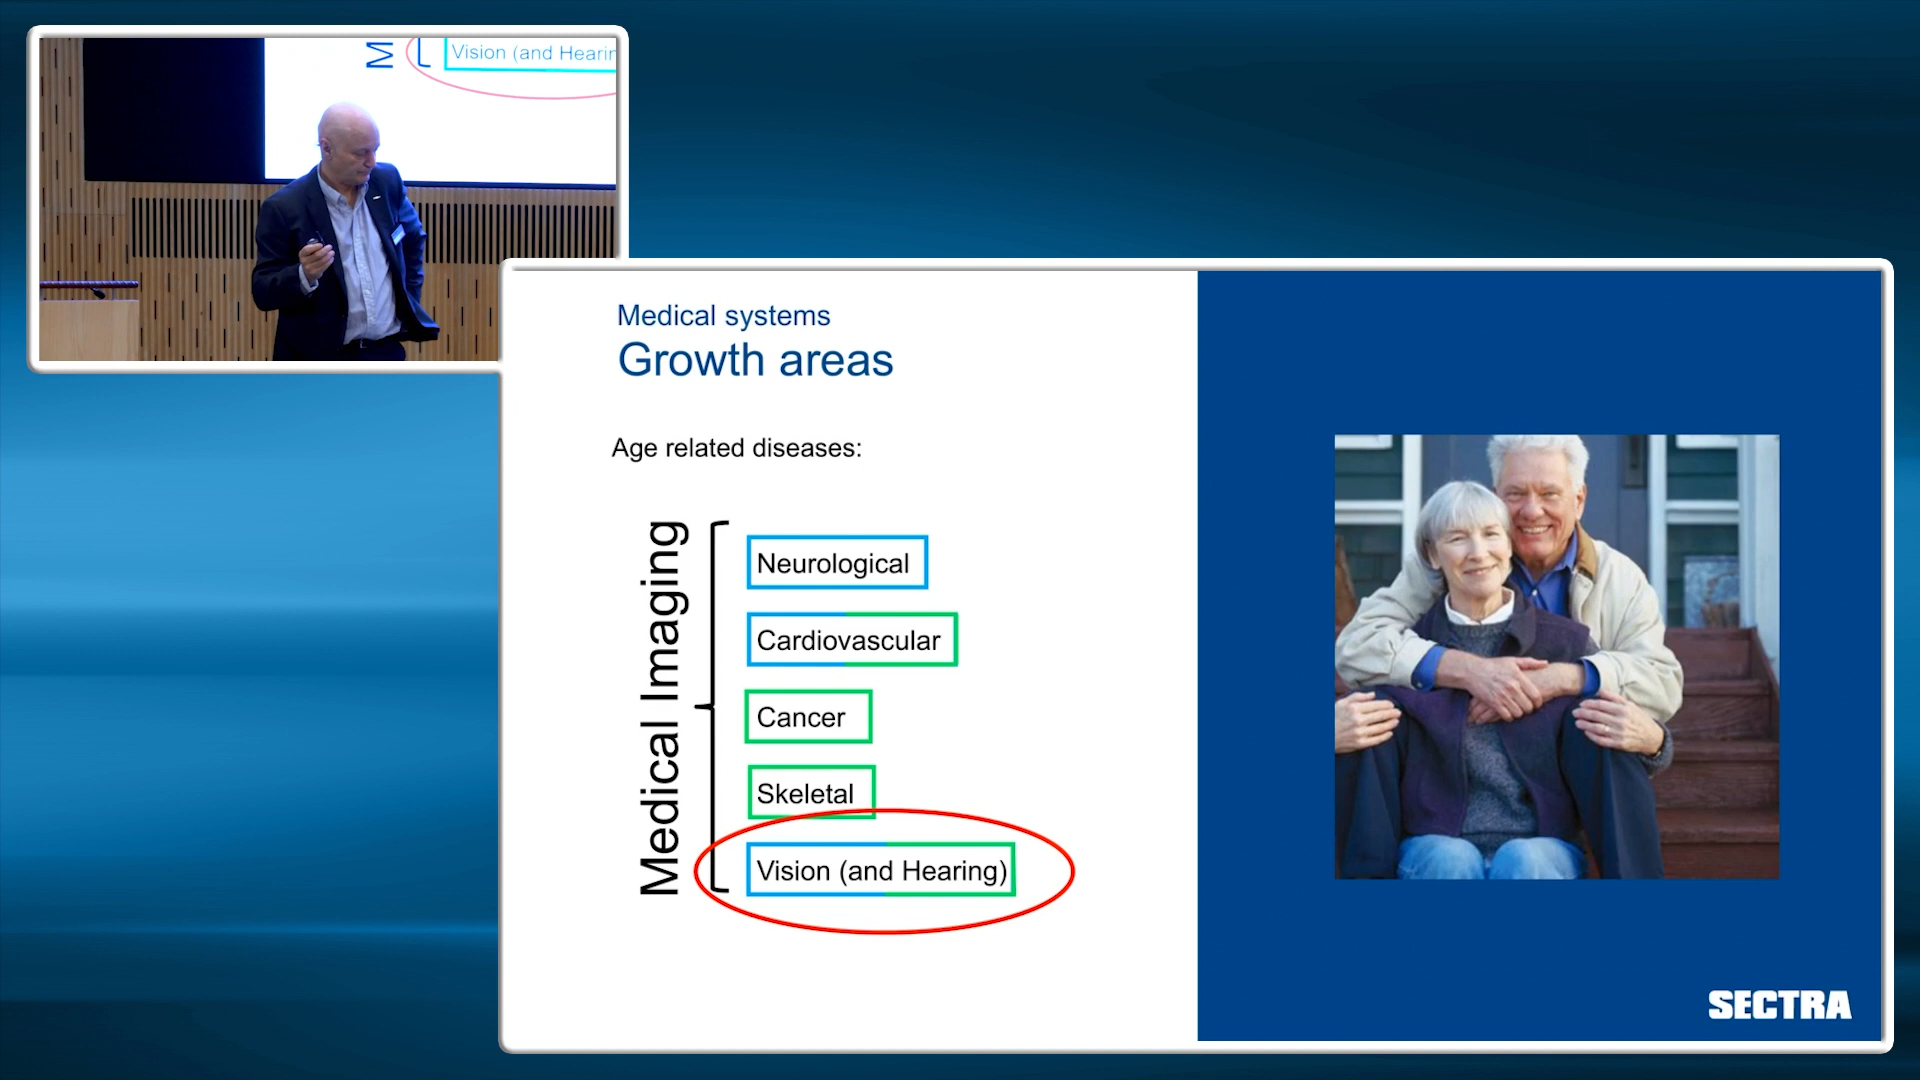 M
Vision (and Hearin
Medical systems
Growth areas
Age related diseases:
Medical Imaging
Neurological
Cardiovascular
Cancer
Skeletal
Vision (and Hearing)
SECTRA